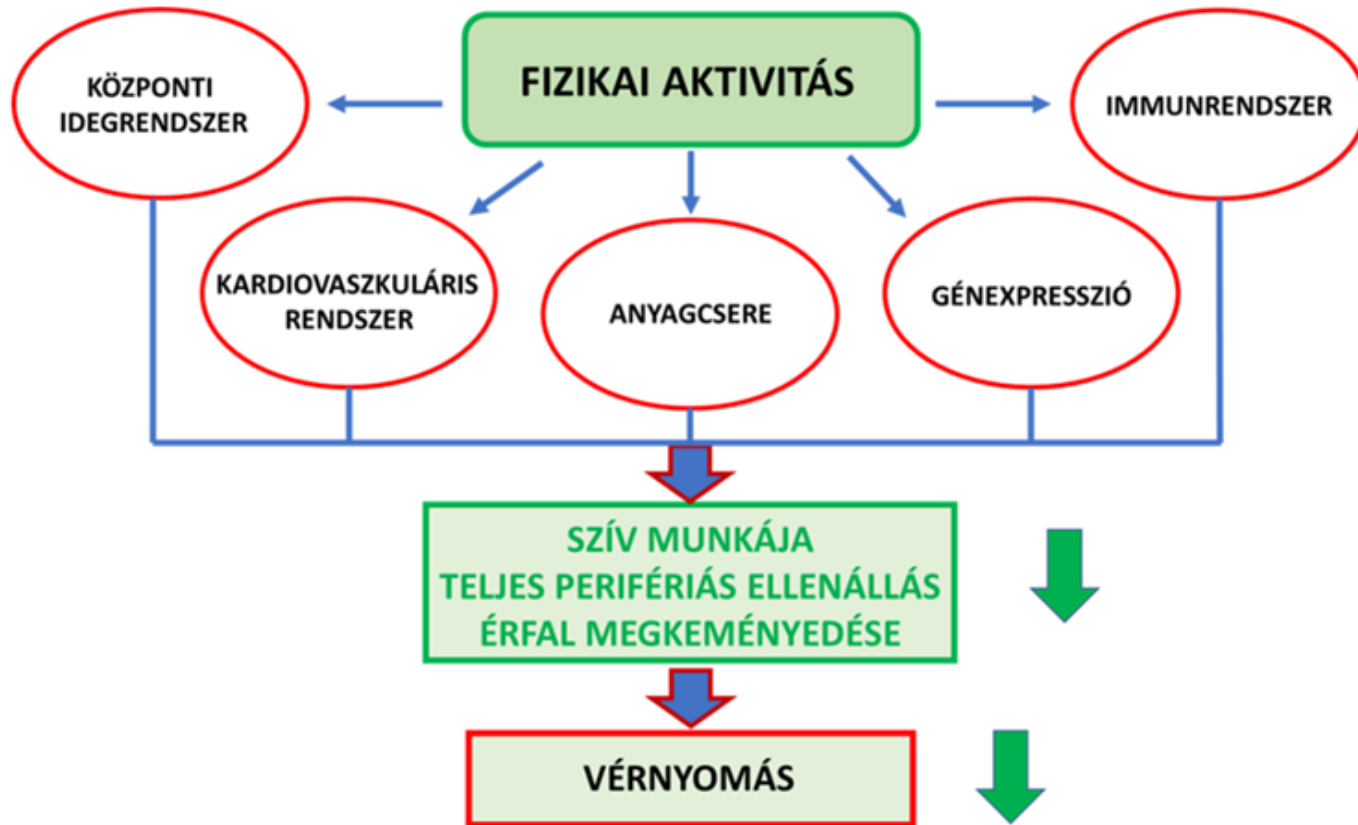 FIZIKAI AKTIVITÁS
KÖZPONTI
IDEGRENDSZER
IMMUNRENDSZER
KARDIOVASZKULÁRIS
RENDSZER
ANYAGCSERE
GÉNEXPRESSZIÓ
SZÍV MUNKÁJA
TELJES PERIFÉRIÁS ELLENÁLLÁS
ÉRFAL MEGKEMÉNYEDÉSE
VÉRNYOMÁS